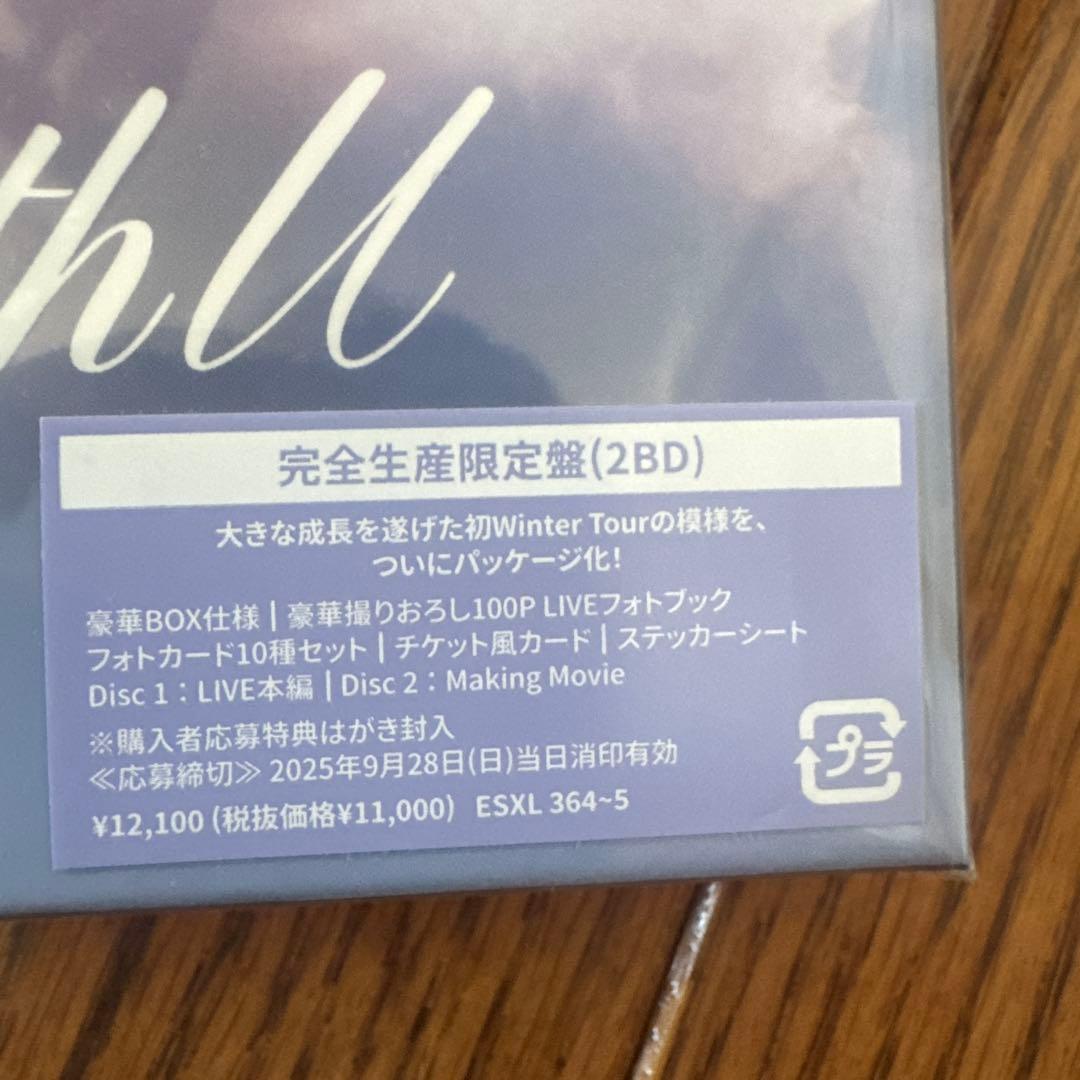 thU
完全生産限定盤(2BD)
大きな成長を遂げた初Winter Tourの模様を、
ついにパッケージ化!
豪華BOX仕様 | 豪華撮りおろし100P LIVEフォトブック
フォトカード10種セット | チケット風カード | ステッカーシート
Disc 1：LIVE本編 | Disc 2：Making Movie
※購入者応募特典はがき封入
≪応募締切≫ 2025年9月28日(日)当日消印有効
¥12,100 (税抜価格¥11,000) ESXL 364~5
プラ